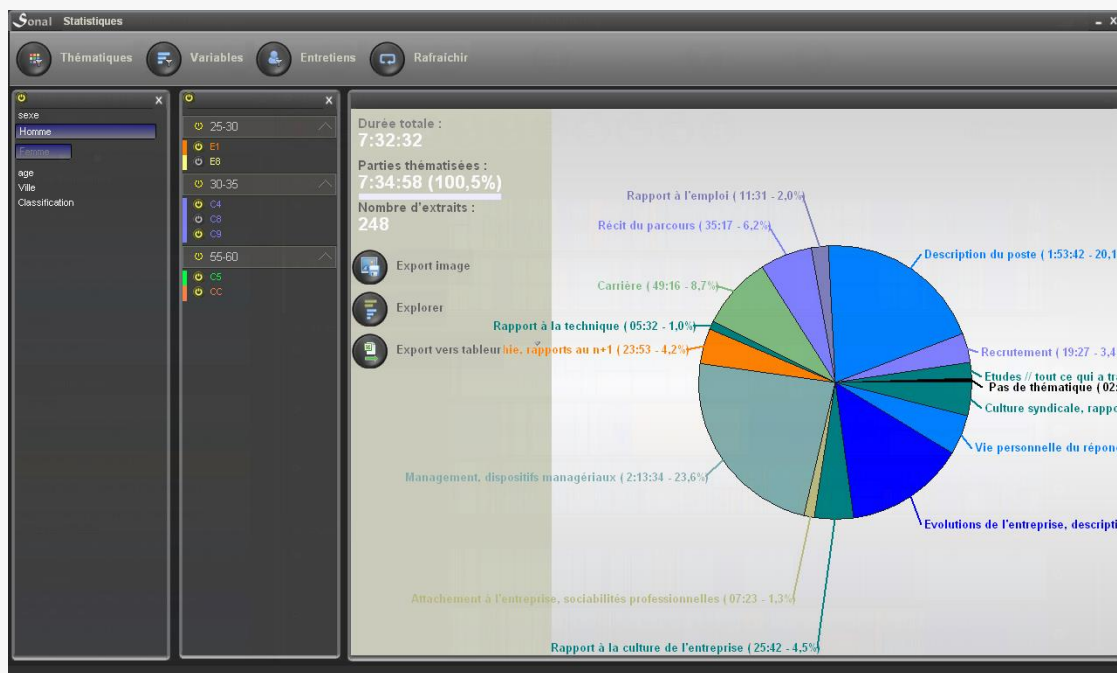 Sonal Statistiques
Thématiques Variables Entretiens Rafraîchir
sexe
Homme
Femme
age
Ville
Classification
25-30
E1
E8
30-35
C4
C8
C9
55-60
C5
CC
Durée totale :
7:32:32
Parties thématisées :
7:34:58 (100,5%)
Nombre d'extraits :
248
Export image
Explorer
Export vers tableur
Rapport à l'emploi ( 11:31 - 2,0%)
Récit du parcours ( 35:17 - 6,2%)
Carrière ( 49:16 - 8,7%)
Rapport à la technique ( 05:32 - 1,0%)
rapports au n+1 ( 23:53 - 4,2%)
Management, dispositifs managériaux ( 2:13:34 - 23,6%)
Attachement à l'entreprise, sociabilités professionnelles ( 07:23 - 1,3%)
Rapport à la culture de l'entreprise ( 25:42 - 4,5%)
Description du poste ( 1:53:42 - 20,1
Recrutement ( 19:27 - 3,4
Etudes // tout ce qui a tra
Pas de thématique ( 02:
Culture syndicale, rappo
Vie personnelle du répon
Evolutions de l'entreprise, descripti